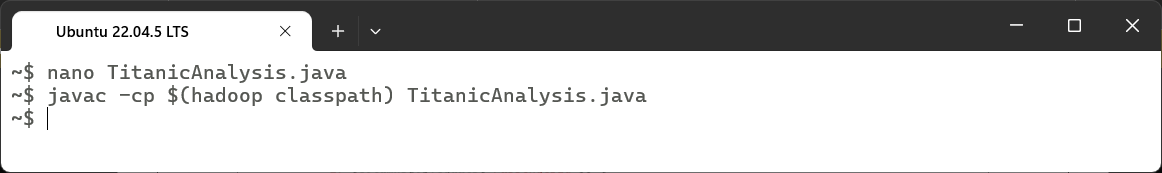 Ubuntu 22.04.5 LTS
~$ nano TitanicAnalysis.java
~$ javac -cp $(hadoop classpath) TitanicAnalysis.java
~$